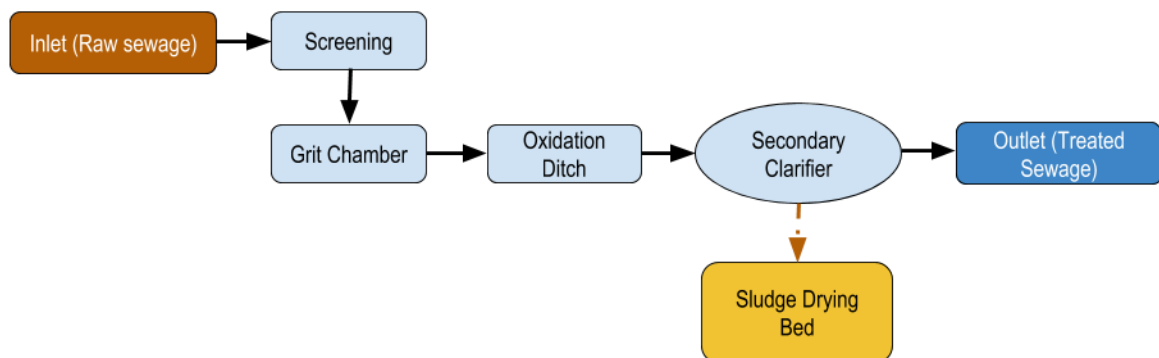 Inlet (Raw sewage)
Screening
Grit Chamber
Oxidation
Ditch
Secondary
Clarifier
Outlet (Treated
Sewage)
Sludge Drying
Bed